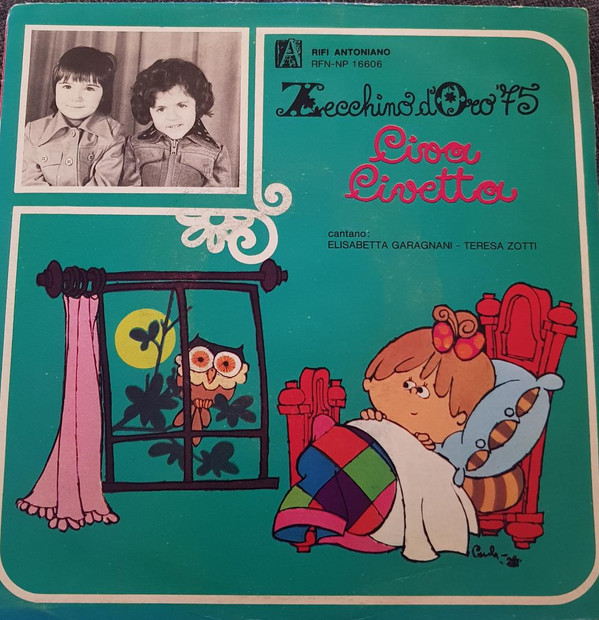 A
RIFI ANTONIANO
RFN-NP 16606
Zecchino d'Oro '75
Civa
Civetta
cantano:
ELISABETTA GARAGNANI - TERESA ZOTTI